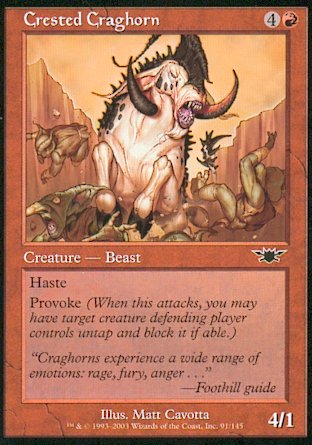 Crested Craghorn 4
Creature — Beast
Haste
Provoke (When this attacks, you may
have target creature defending player
controls untap and block it if able.)
"Craghorns experience a wide range of
emotions: rage, fury, anger . . ."
—Foothill guide
Illus. Matt Cavotta
4/1
™ & © 1993–2003 Wizards of the Coast, Inc. 91/145